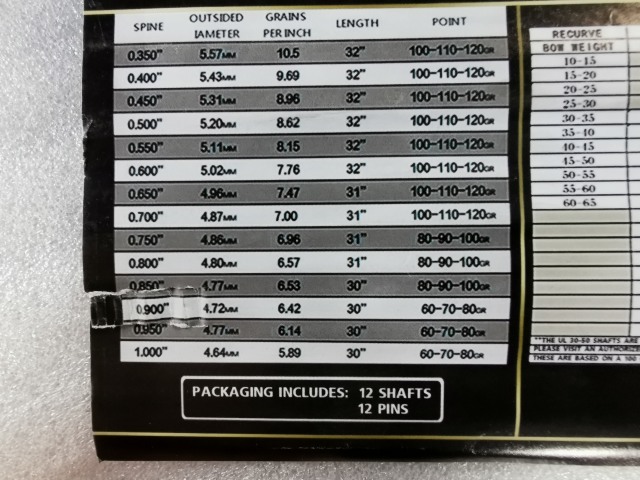 SPINE OUTSIDED IAMETER GRAINS PER INCH LENGTH POINT
0.350" 5.57MM 10.5 32" 100-110-120GR
0.400" 5.43MM 9.69 32" 100-110-120GR
0.450" 5.31MM 8.96 32" 100-110-120GR
0.500" 5.20MM 8.62 32" 100-110-120GR
0.550" 5.11MM 8.15 32" 100-110-120GR
0.600" 5.02MM 7.76 32" 100-110-120GR
0.650" 4.96MM 7.47 31" 100-110-120GR
0.700" 4.87MM 7.00 31" 100-110-120GR
0.750" 4.86MM 6.96 31" 80-90-100GR
0.800" 4.80MM 6.57 31" 80-90-100GR
0.850" 4.77MM 6.53 30" 80-90-100GR
0.900" 4.72MM 6.42 30" 60-70-80GR
0.950" 4.77MM 6.14 30" 60-70-80GR
1.000" 4.64MM 5.89 30" 60-70-80GR
PACKAGING INCLUDES: 12 SHAFTS
12 PINS
RECURVE
BOW WEIGHT
10-15
15-20
20-25
25-30
30-35
35-40
40-45
45-50
50-55
55-60
60-65
**THE UL 30-50 SHAFTS ARE
PLEASE VISIT AN AUTHORIZE
THESE ARE BASED ON A 100